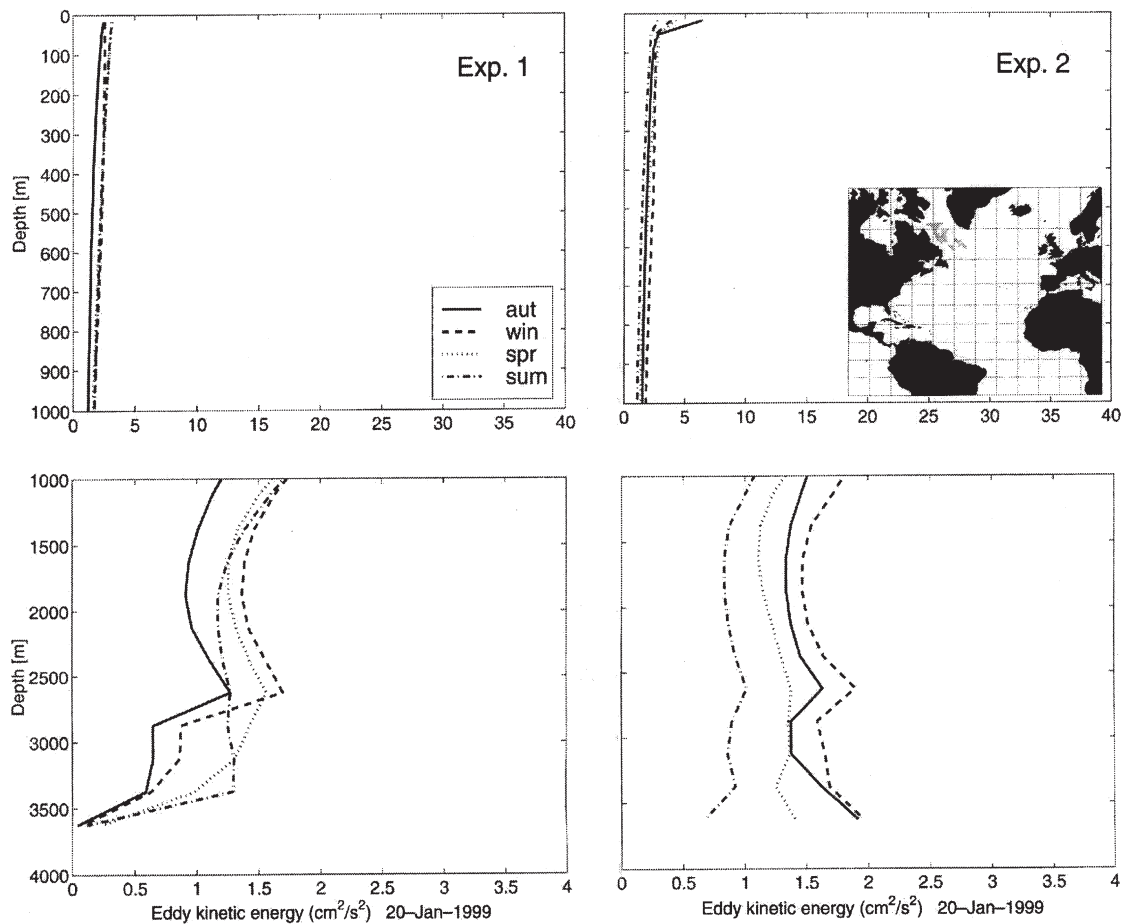 0
100
200
300
400
500
600
700
800
900
1000
Depth [m]
Exp. 1
aut
win
spr
sum
0 5 10 15 20 25 30 35 40
Exp. 2
0 5 10 15 20 25 30 35 40
1000
1500
2000
2500
3000
3500
4000
Depth [m]
0 0.5 1 1.5 2 2.5 3 3.5 4
Eddy kinetic energy (cm²/s²) 20–Jan–1999
0 0.5 1 1.5 2 2.5 3 3.5 4
Eddy kinetic energy (cm²/s²) 20–Jan–1999